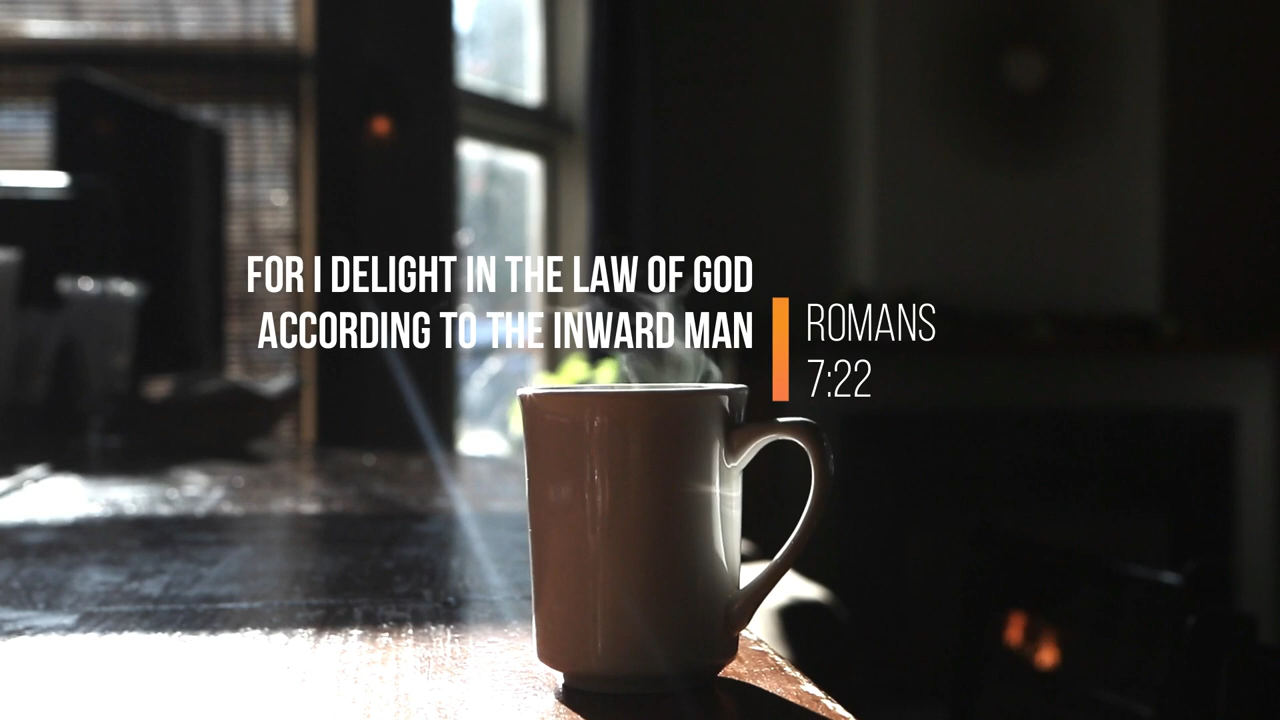 FOR I DELIGHT IN THE LAW OF GOD
ACCORDING TO THE INWARD MAN
ROMANS
7:22